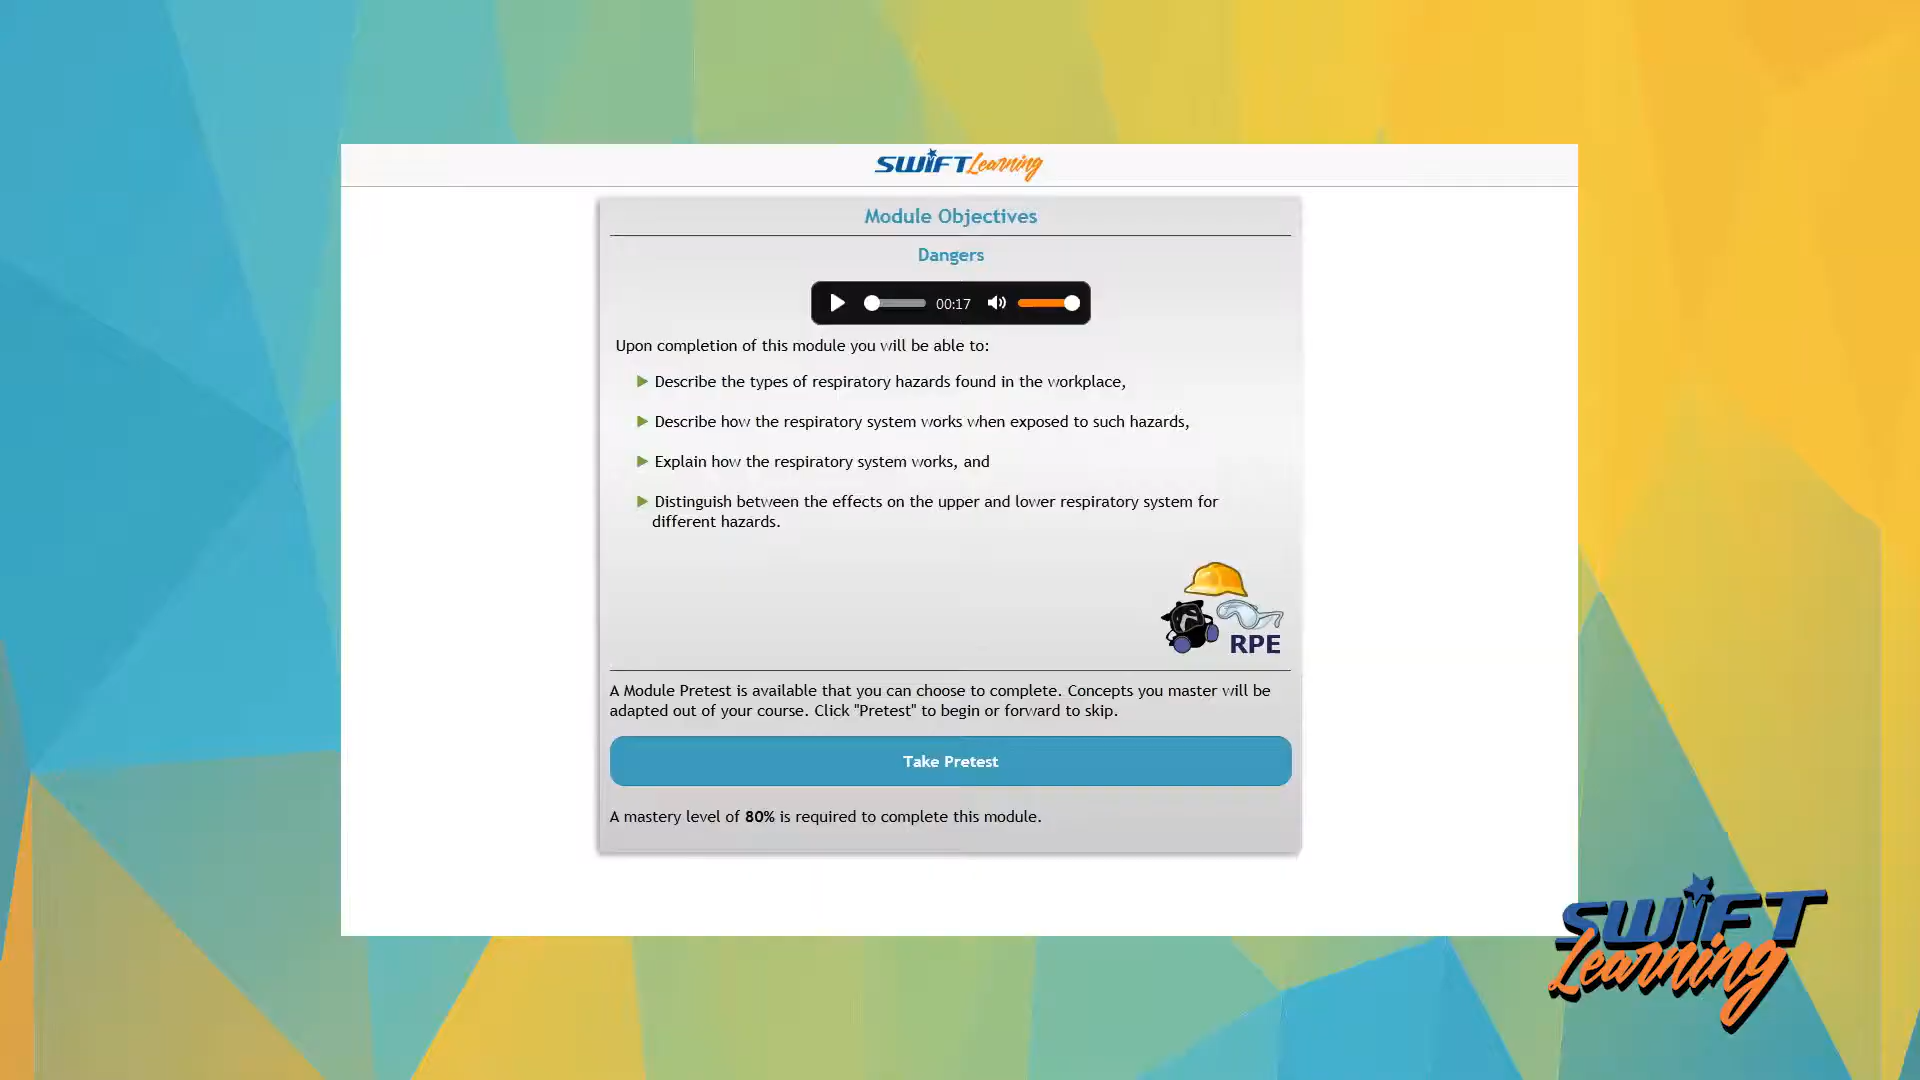 SWIFT Learning
Module Objectives
Dangers
00:17
Upon completion of this module you will be able to:
Describe the types of respiratory hazards found in the workplace,
Describe how the respiratory system works when exposed to such hazards,
Explain how the respiratory system works, and
Distinguish between the effects on the upper and lower respiratory system for
different hazards.
RPE
A Module Pretest is available that you can choose to complete. Concepts you master will be
adapted out of your course. Click "Pretest" to begin or forward to skip.
Take Pretest
A mastery level of 80% is required to complete this module.
SWIFT
Learning